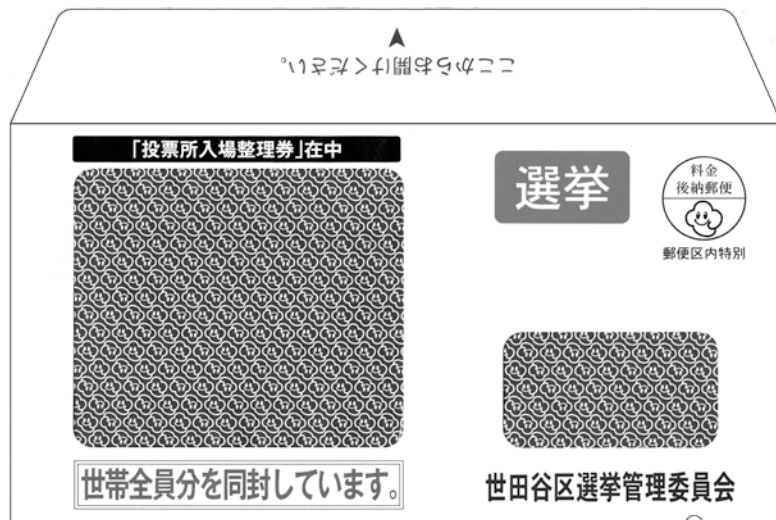 ここからお開けください。
「投票所入場整理券」在中
選挙
料金
後納郵便
郵便区内特別
世帯全員分を同封しています。
世田谷区選挙管理委員会